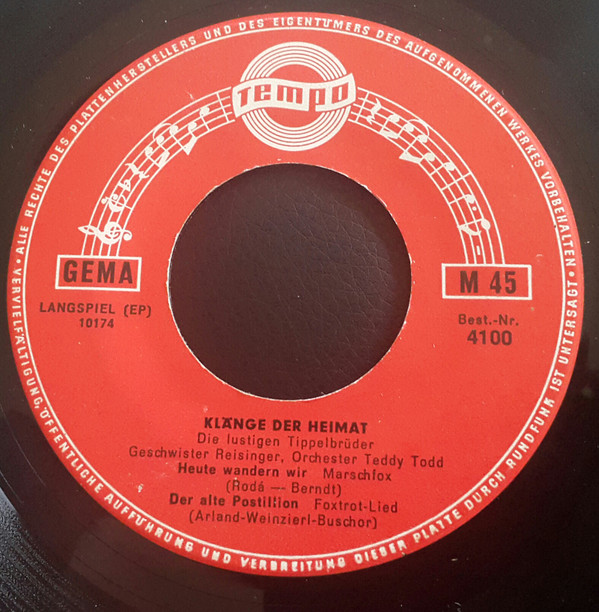 • ALLE RECHTE DES PLATTENHERSTELLERS UND DES EIGENTÜMERS DES AUFGENOMMENEN WERKES VORBEHALTEN •
VERVIELFÄLTIGUNG, ÖFFENTLICHE AUFFÜHRUNG UND VERBREITUNG DIESER PLATTE DURCH RUNDFUNK IST UNTERSAGT
TEMPO
GEMA
M 45
LANGSPIEL (EP)
10174
Best.-Nr.
4100
KLÄNGE DER HEIMAT
Die lustigen Tippelbrüder
Geschwister Reisinger, Orchester Teddy Todd
Heute wandern wir Marschfox
(Rodá — Berndt)
Der alte Postillion Foxtrot-Lied
(Arland-Weinzierl-Buschor)